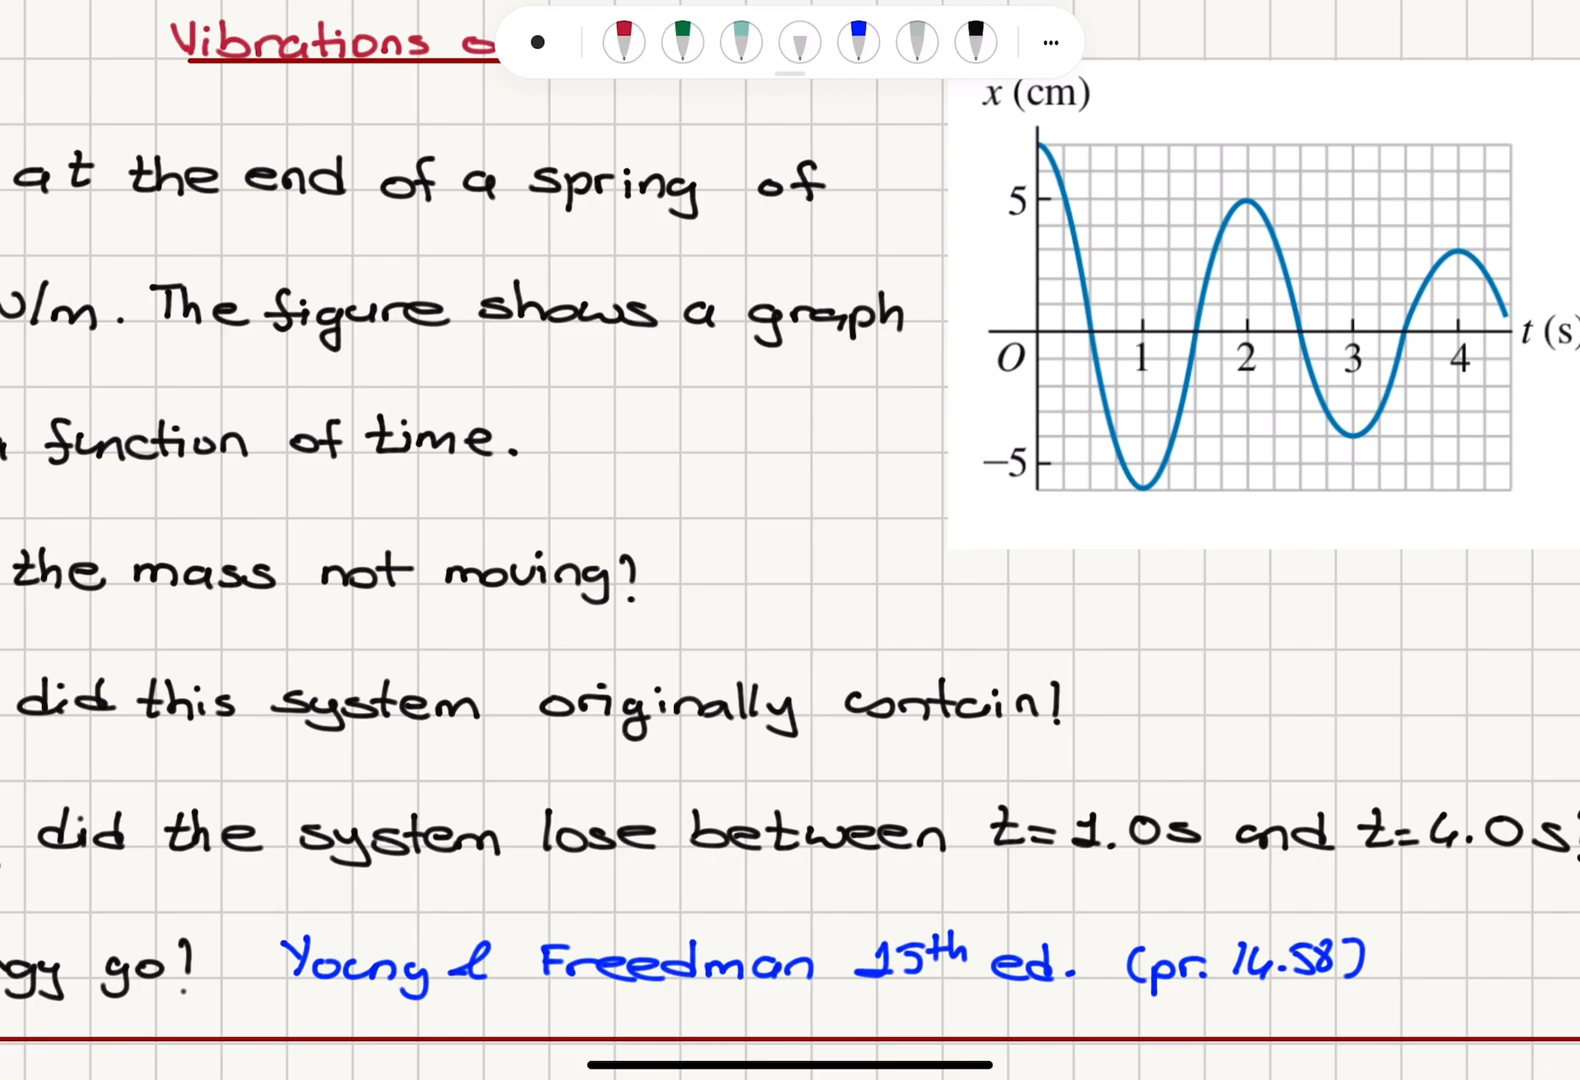 Vibrations
x (cm)
at the end of a spring of
5
/m. The figure shows a graph
O 1 2 3 4 t (s)
function of time.
-5
the mass not moving?
did this system originally contain?
did the system lose between t=1.0s and t=4.0s?
gy go? Young & Freedman 15th ed. (pr. 14.58)